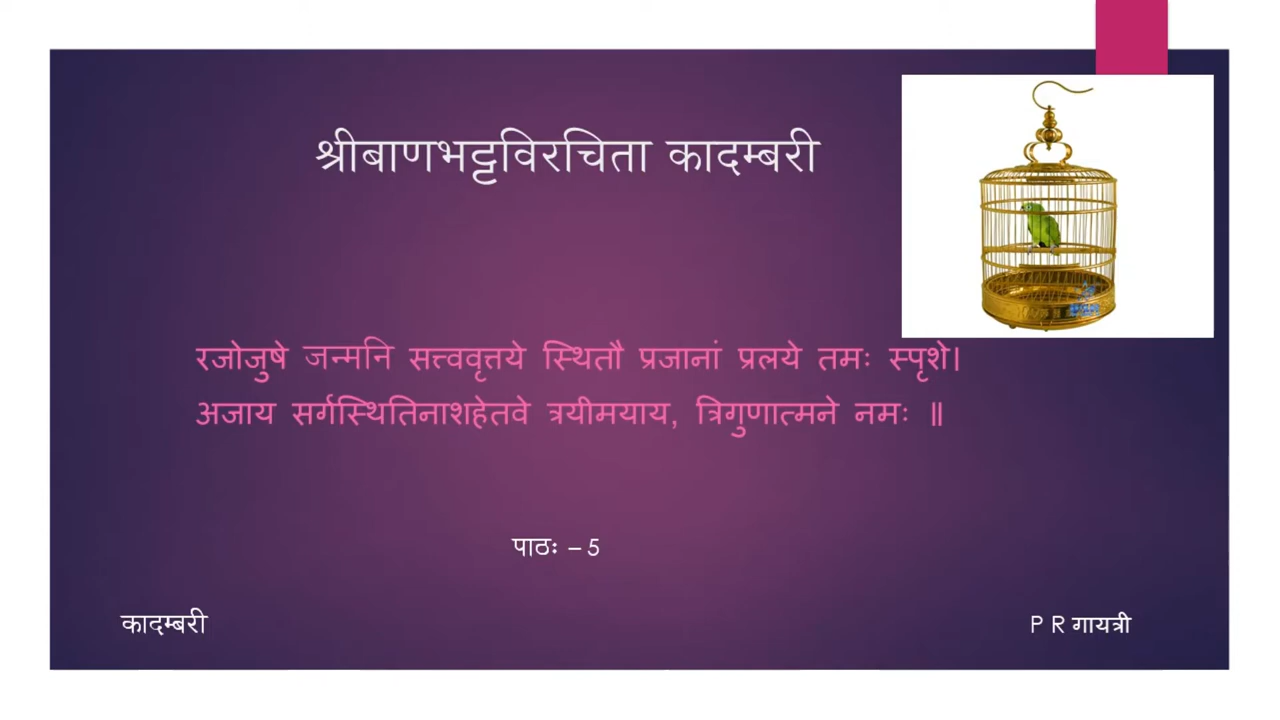 श्रीबाणभट्टविरचिता कादम्बरी
रजोजुषे जन्मनि सत्त्ववृत्तये स्थितौ प्रजानां प्रलये तमः स्पृशे।
अजाय सर्गस्थितिनाशहेतवे त्रयीमयाय, त्रिगुणात्मने नमः ॥
पाठः – 5
कादम्बरी
P R गायत्री